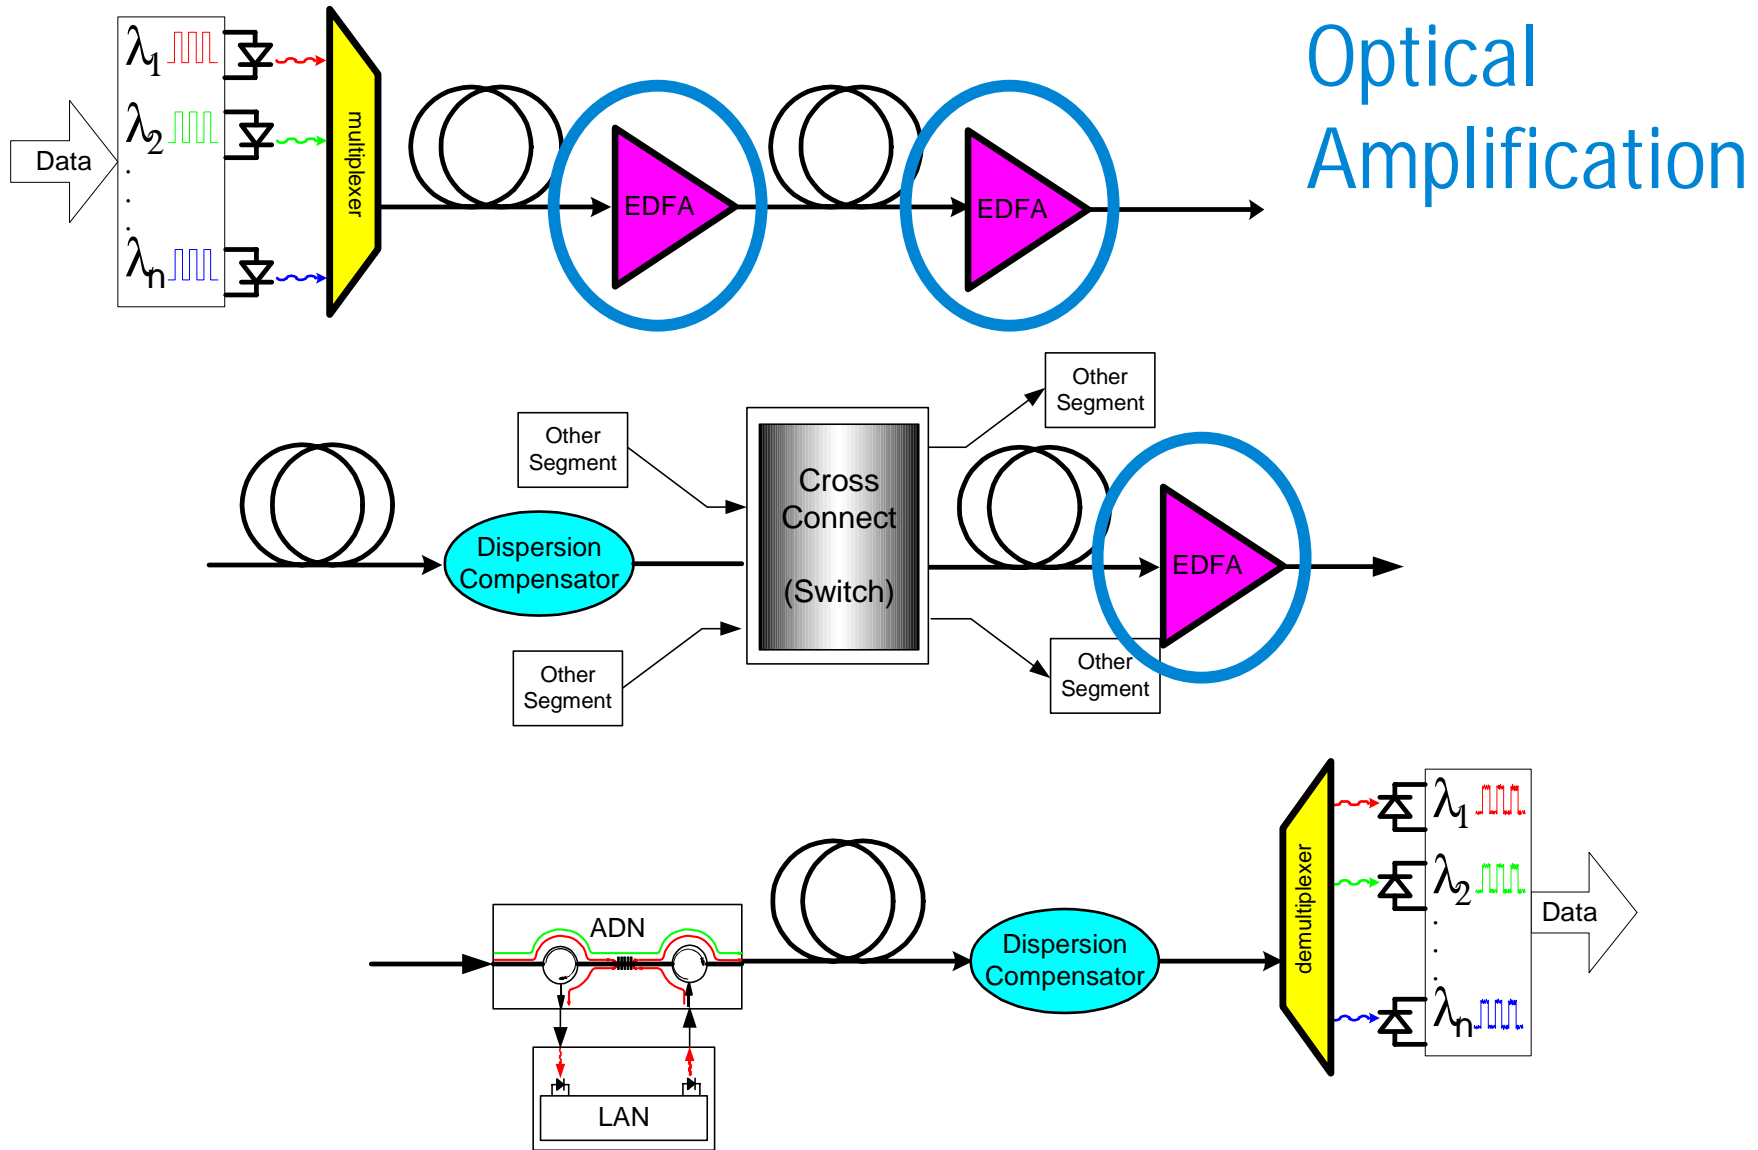 Optical
Amplification
Data
λ1
λ2
.
.
.
λn
multiplexer
EDFA
EDFA
Other
Segment
Other
Segment
Dispersion
Compensator
Cross
Connect
(Switch)
EDFA
Other
Segment
Other
Segment
ADN
LAN
Dispersion
Compensator
demultiplexer
λ1
λ2
.
.
.
λn
Data